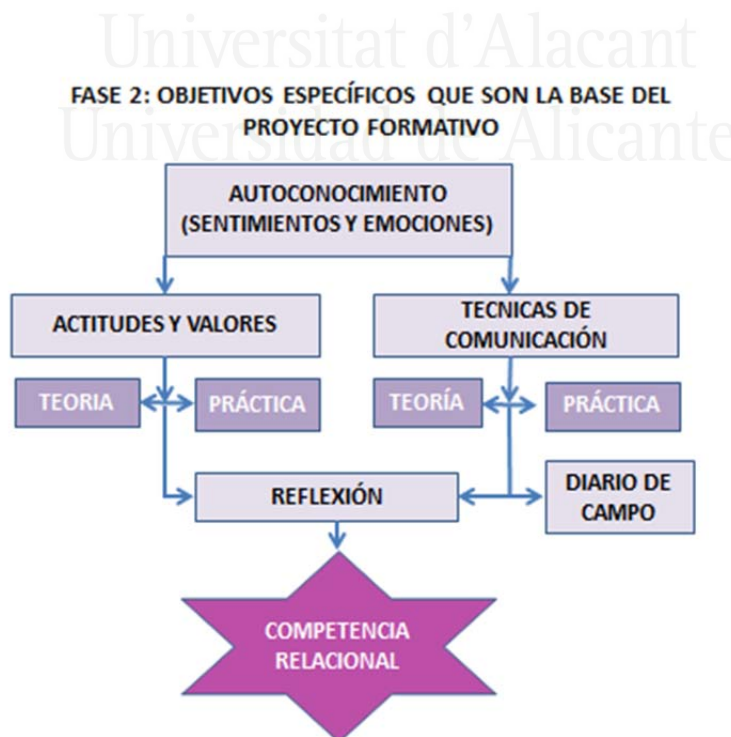 Universitat d'Alacant
FASE 2: OBJETIVOS ESPECÍFICOS QUE SON LA BASE DEL
PROYECTO FORMATIVO
Universidad de Alicante
AUTOCONOCIMIENTO
(SENTIMIENTOS Y EMOCIONES)
ACTITUDES Y VALORES
TECNICAS DE
COMUNICACIÓN
TEORIA
PRÁCTICA
TEORÍA
PRÁCTICA
REFLEXIÓN
DIARIO DE
CAMPO
COMPETENCIA
RELACIONAL